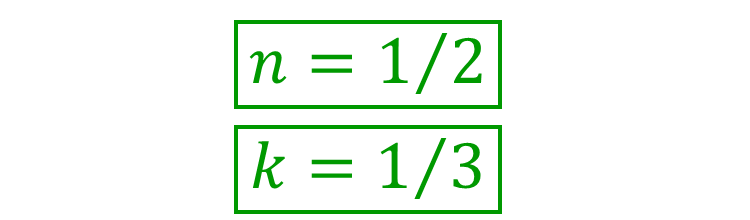 n = 1/2
k = 1/3